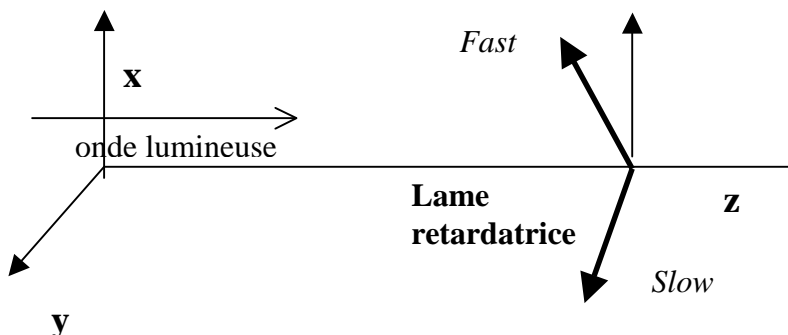 Fast
x
onde lumineuse
Lame
retardatrice
z
Slow
y